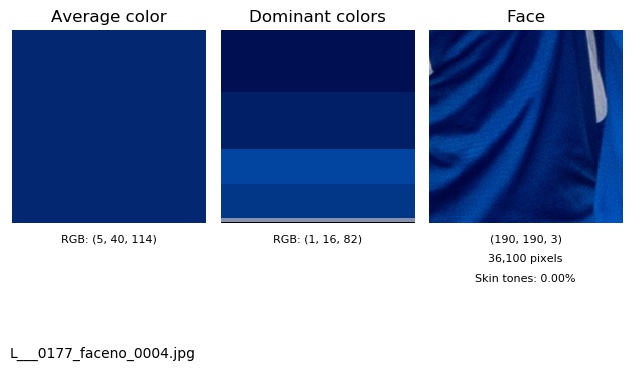 Average color
Dominant colors
Face
RGB: (5, 40, 114)
RGB: (1, 16, 82)
(190, 190, 3)
36,100 pixels
Skin tones: 0.00%
L___0177_faceno_0004.jpg